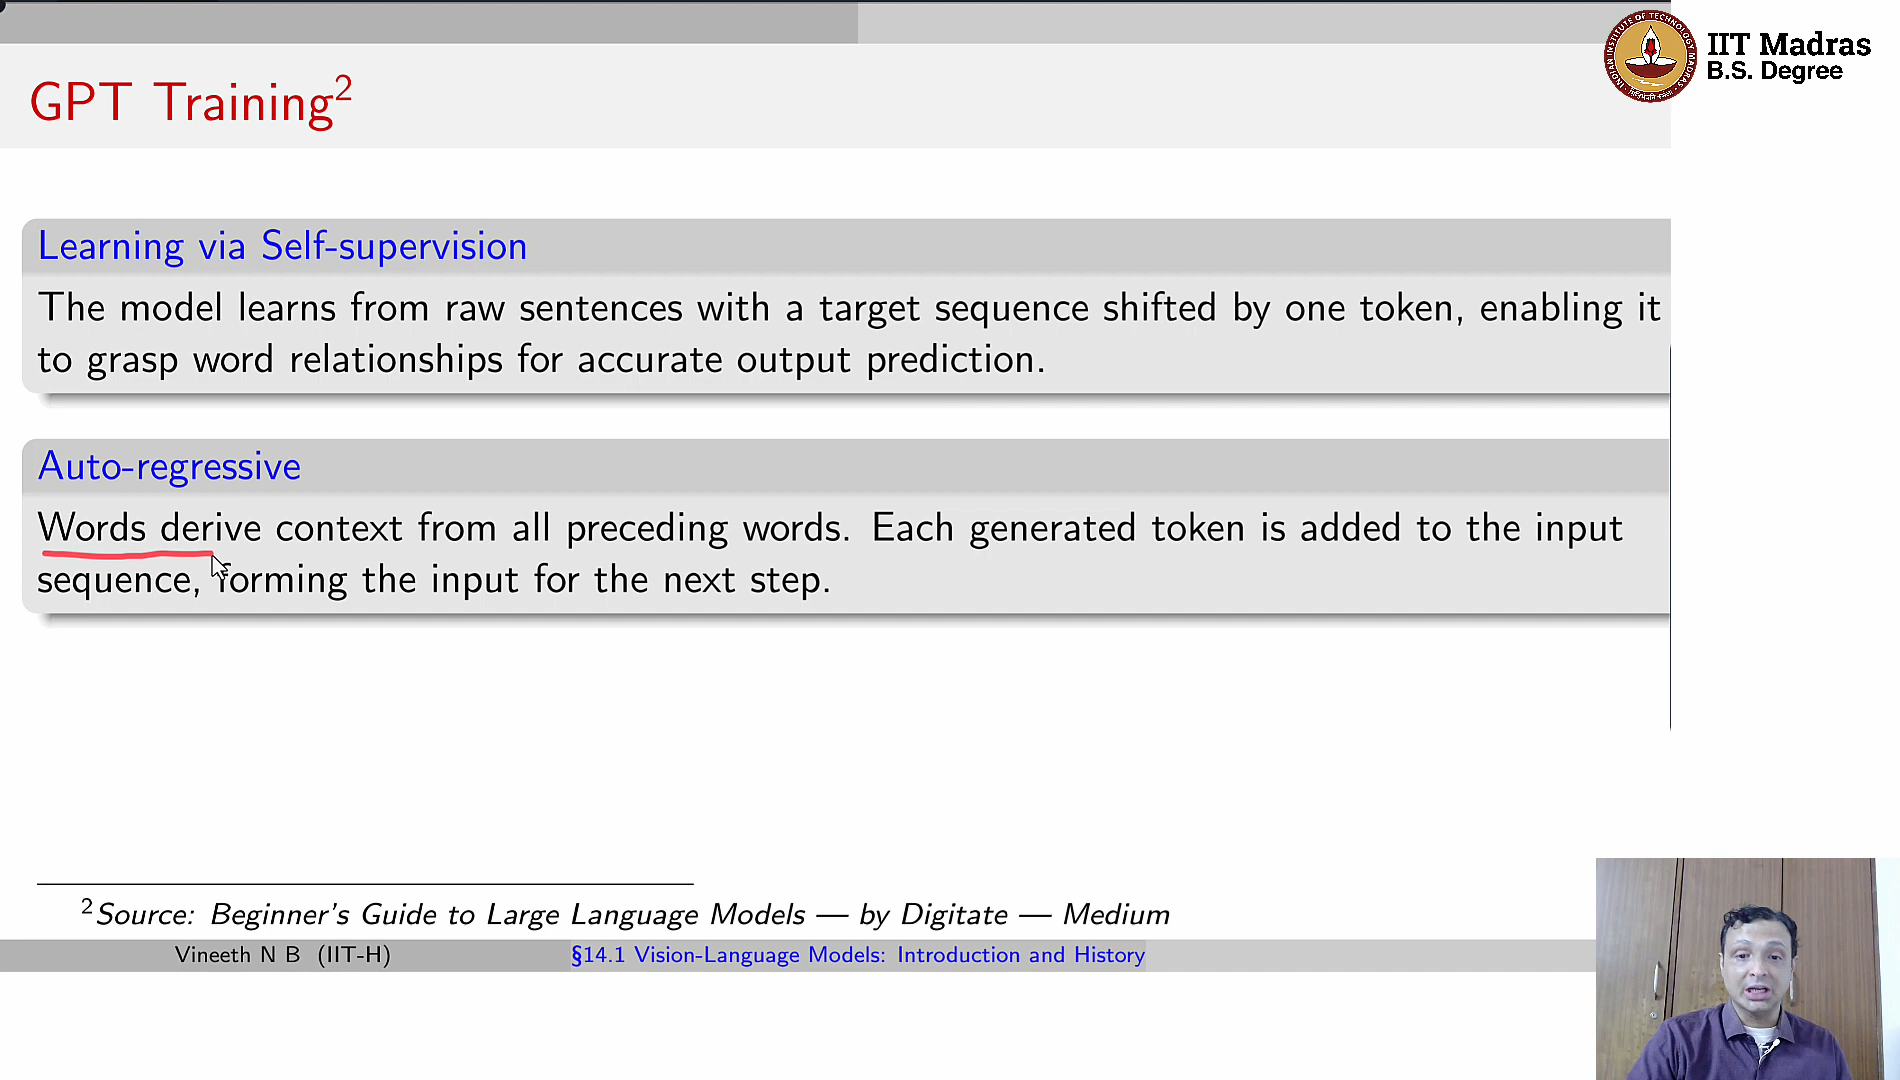 IIT Madras
B.S. Degree
GPT Training2
Learning via Self-supervision
The model learns from raw sentences with a target sequence shifted by one token, enabling it
to grasp word relationships for accurate output prediction.
Auto-regressive
Words derive context from all preceding words. Each generated token is added to the input
sequence, forming the input for the next step.
2Source: Beginner's Guide to Large Language Models — by Digitate — Medium
Vineeth N B (IIT-H)
§14.1 Vision-Language Models: Introduction and History